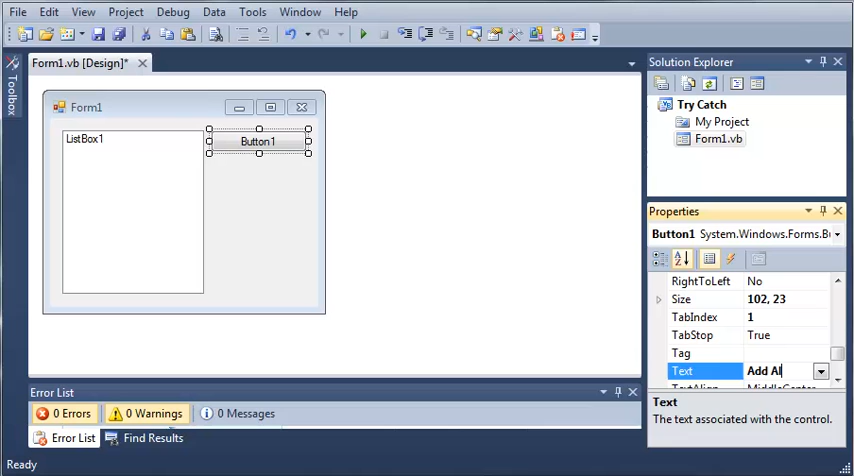 File Edit View Project Debug Data Tools Window Help
Form1.vb [Design]*
Toolbox
Form1
ListBox1
Button1
Solution Explorer
Try Catch
My Project
Form1.vb
Properties
Button1 System.Windows.Forms.Bu
RightToLeft No
Size 102, 23
TabIndex 1
TabStop True
Tag
Text Add Al
TextAlign MiddleCenter
Text
The text associated with the control.
Error List
0 Errors 0 Warnings 0 Messages
Error List Find Results
Ready